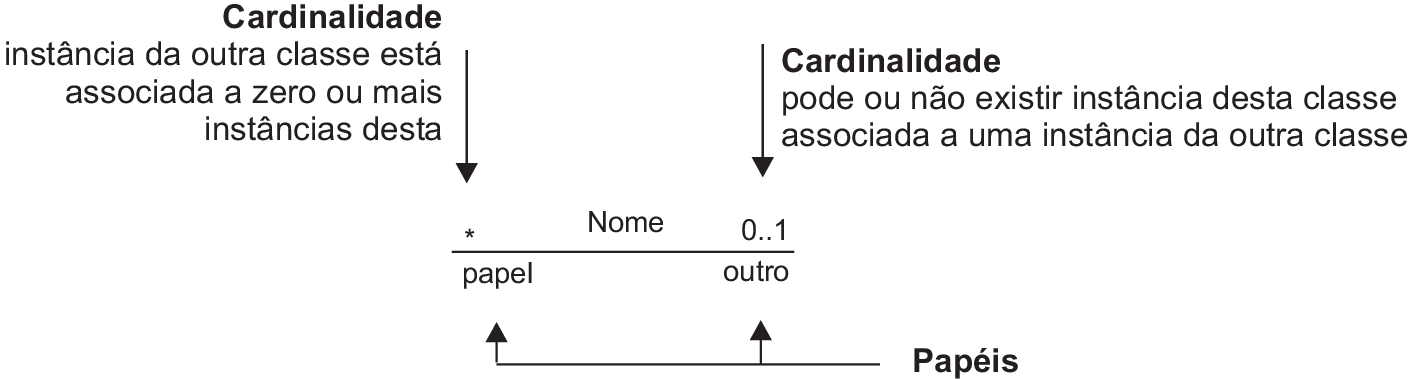 Cardinalidade
instância da outra classe está
associada a zero ou mais
instâncias desta
Cardinalidade
pode ou não existir instância desta classe
associada a uma instância da outra classe
* Nome 0..1
papel outro
Papéis